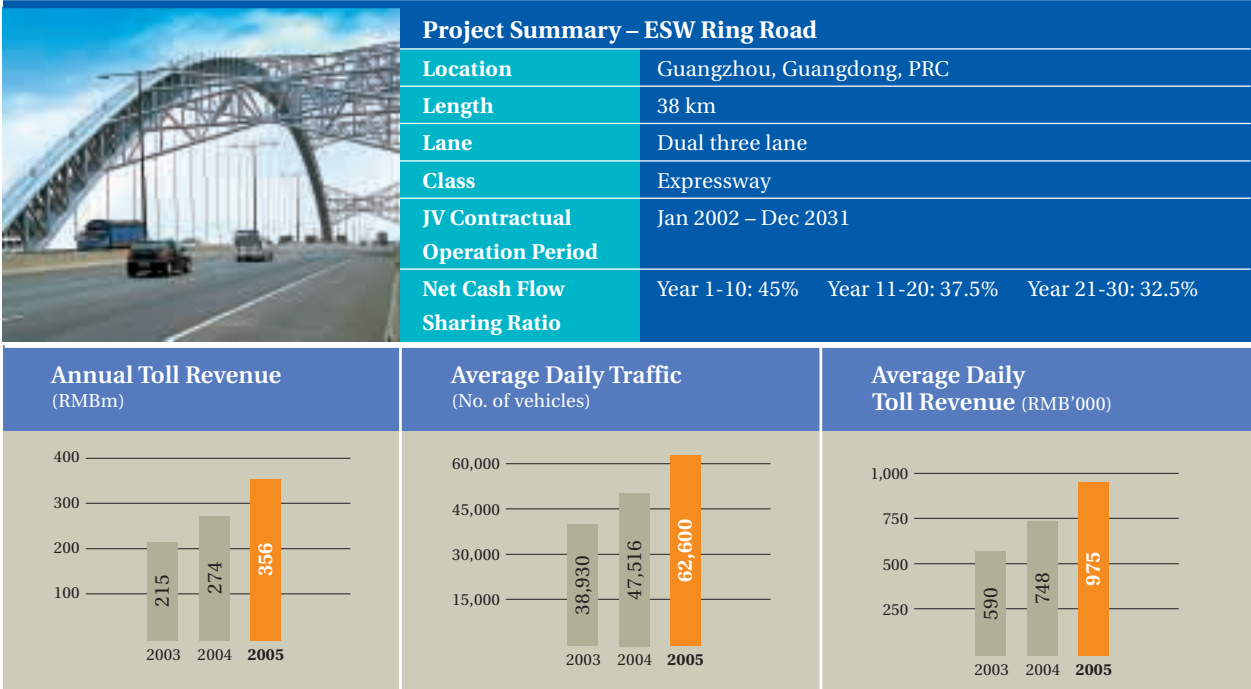 Project Summary – ESW Ring Road
Location Guangzhou, Guangdong, PRC
Length 38 km
Lane Dual three lane
Class Expressway
JV Contractual Jan 2002 – Dec 2031
Operation Period
Net Cash Flow Year 1-10: 45% Year 11-20: 37.5% Year 21-30: 32.5%
Sharing Ratio
Annual Toll Revenue
(RMBm)
400
300
200
100
215
274
356
2003 2004 2005
Average Daily Traffic
(No. of vehicles)
60,000
45,000
30,000
15,000
38,930
47,516
62,600
2003 2004 2005
Average Daily
Toll Revenue (RMB'000)
1,000
750
500
250
590
748
975
2003 2004 2005